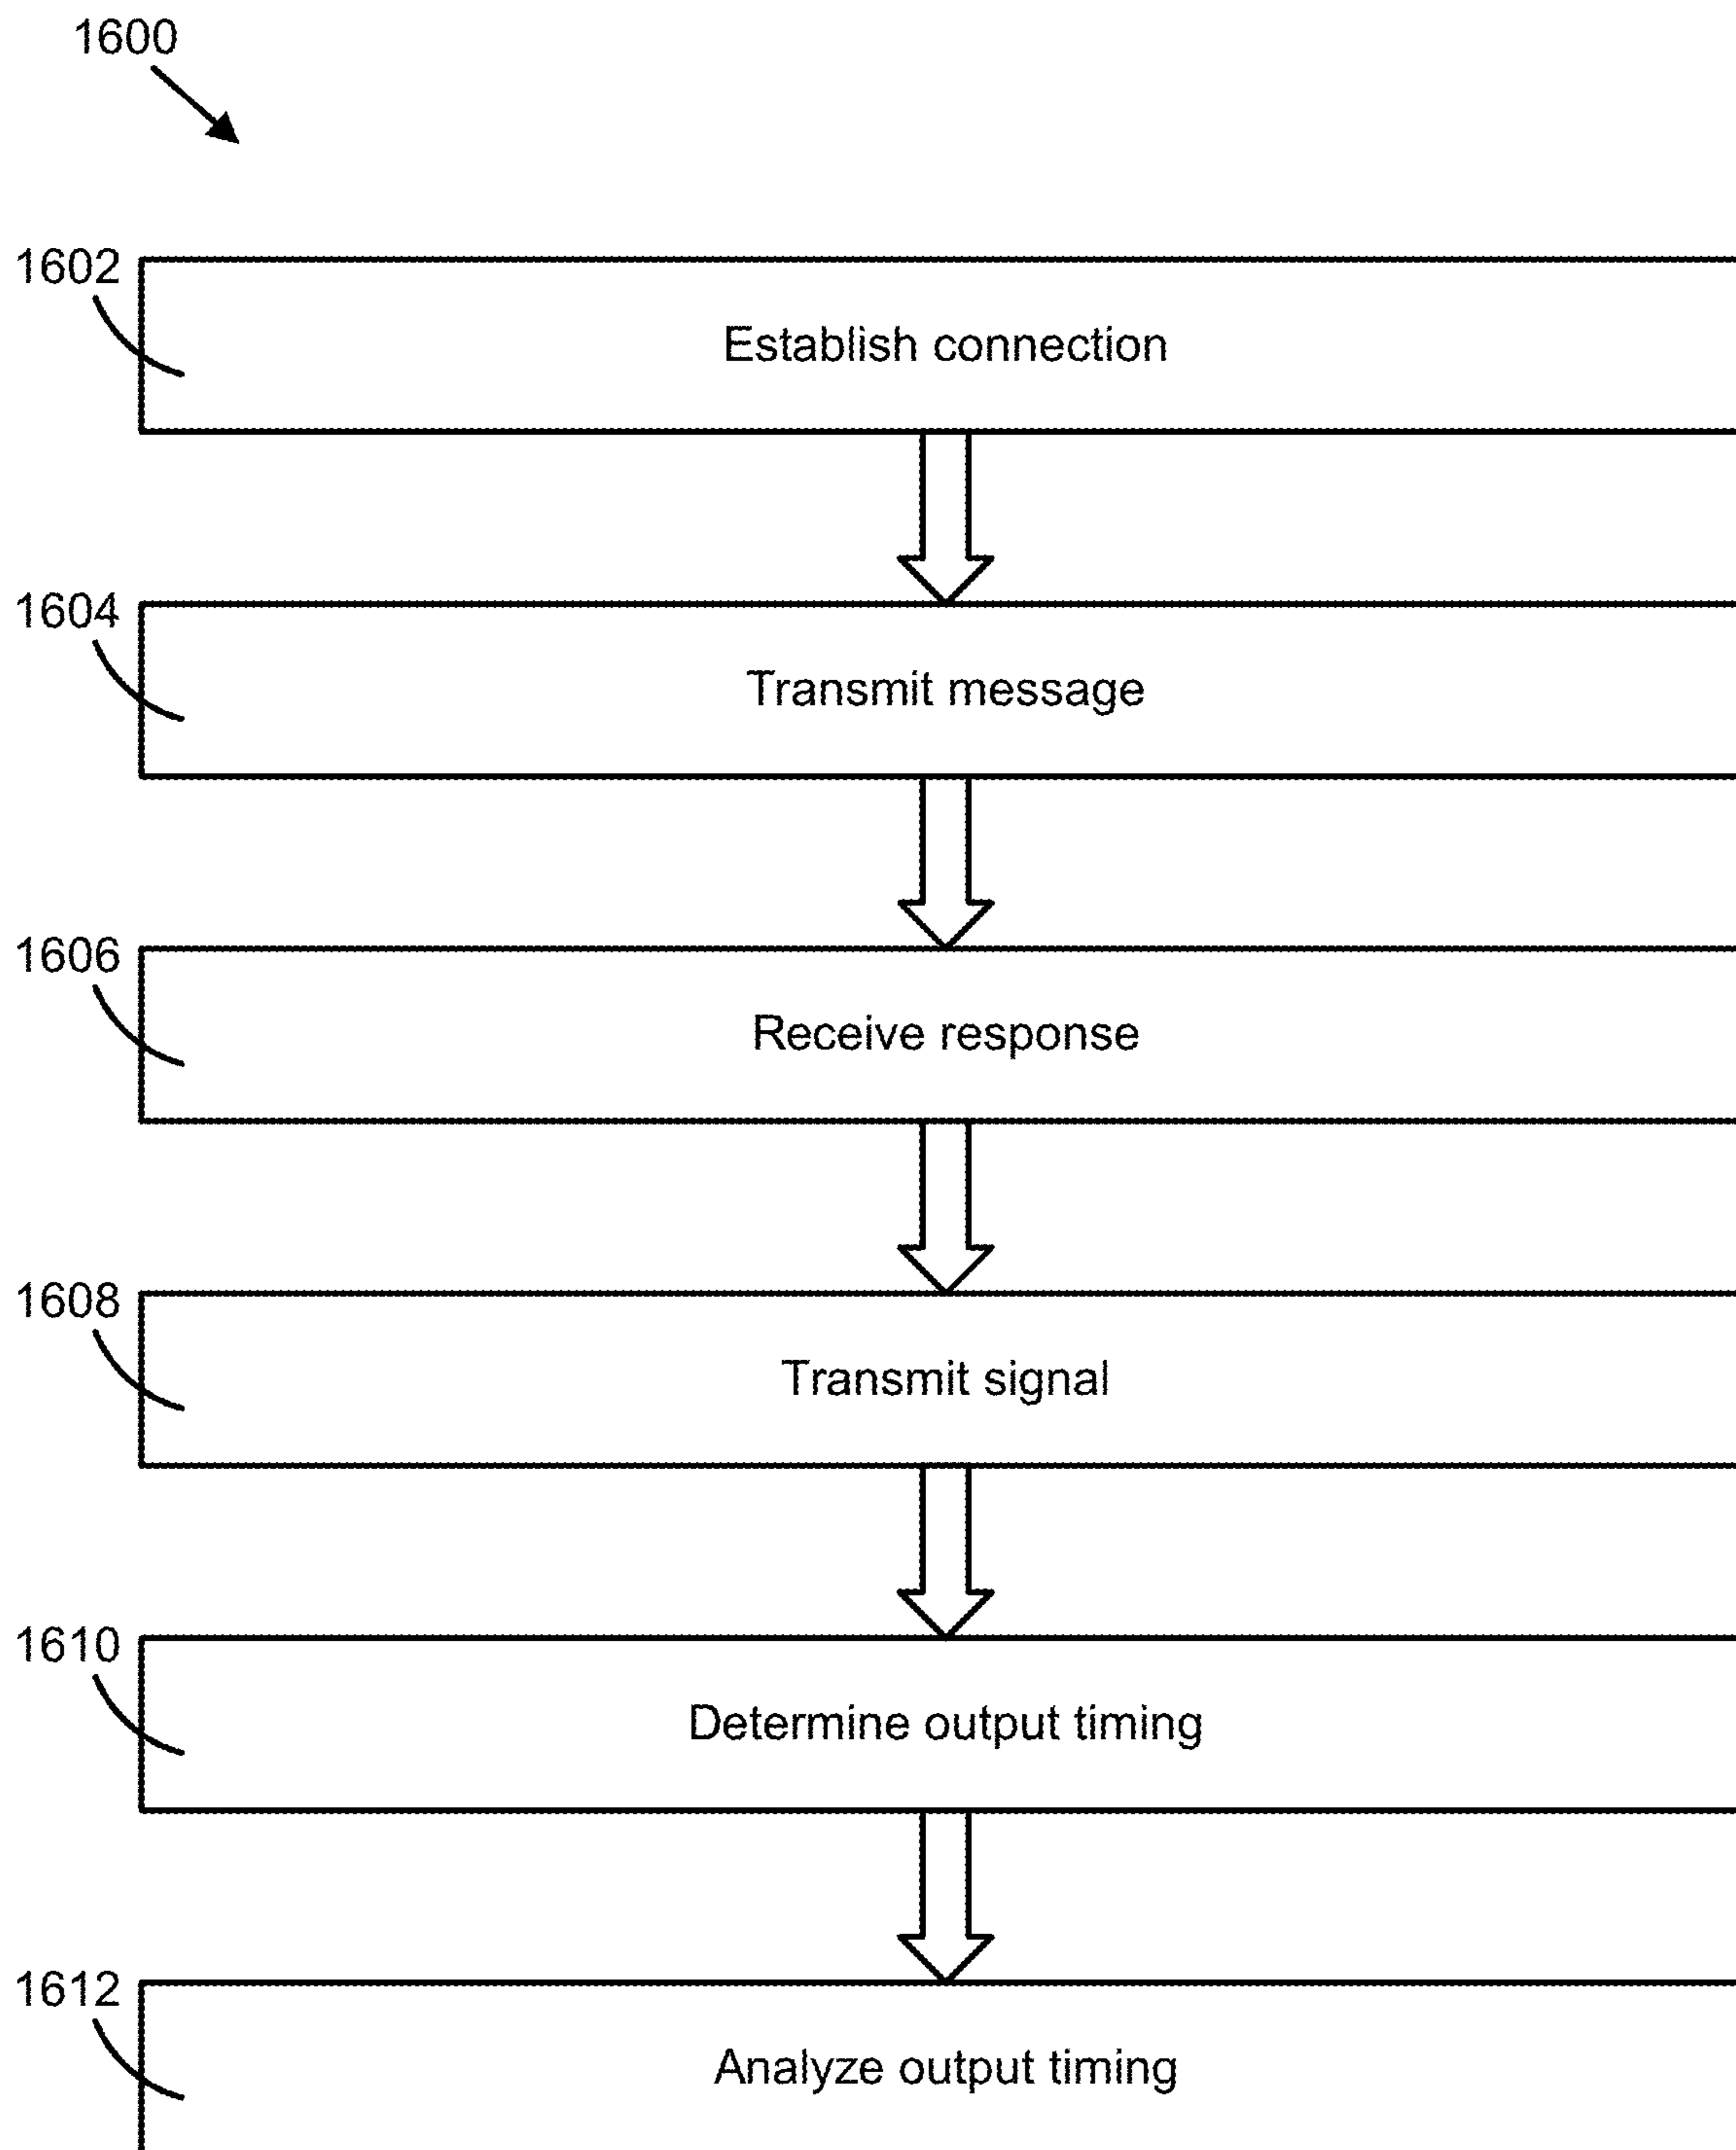 1600
1602
Establish connection
1604
Transmit message
1606
Receive response
1608
Transmit signal
1610
Determine output timing
1612
Analyze output timing